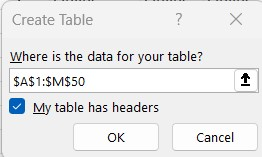 Create Table ?
Where is the data for your table?
$A$1:$M$50
My table has headers
OK Cancel